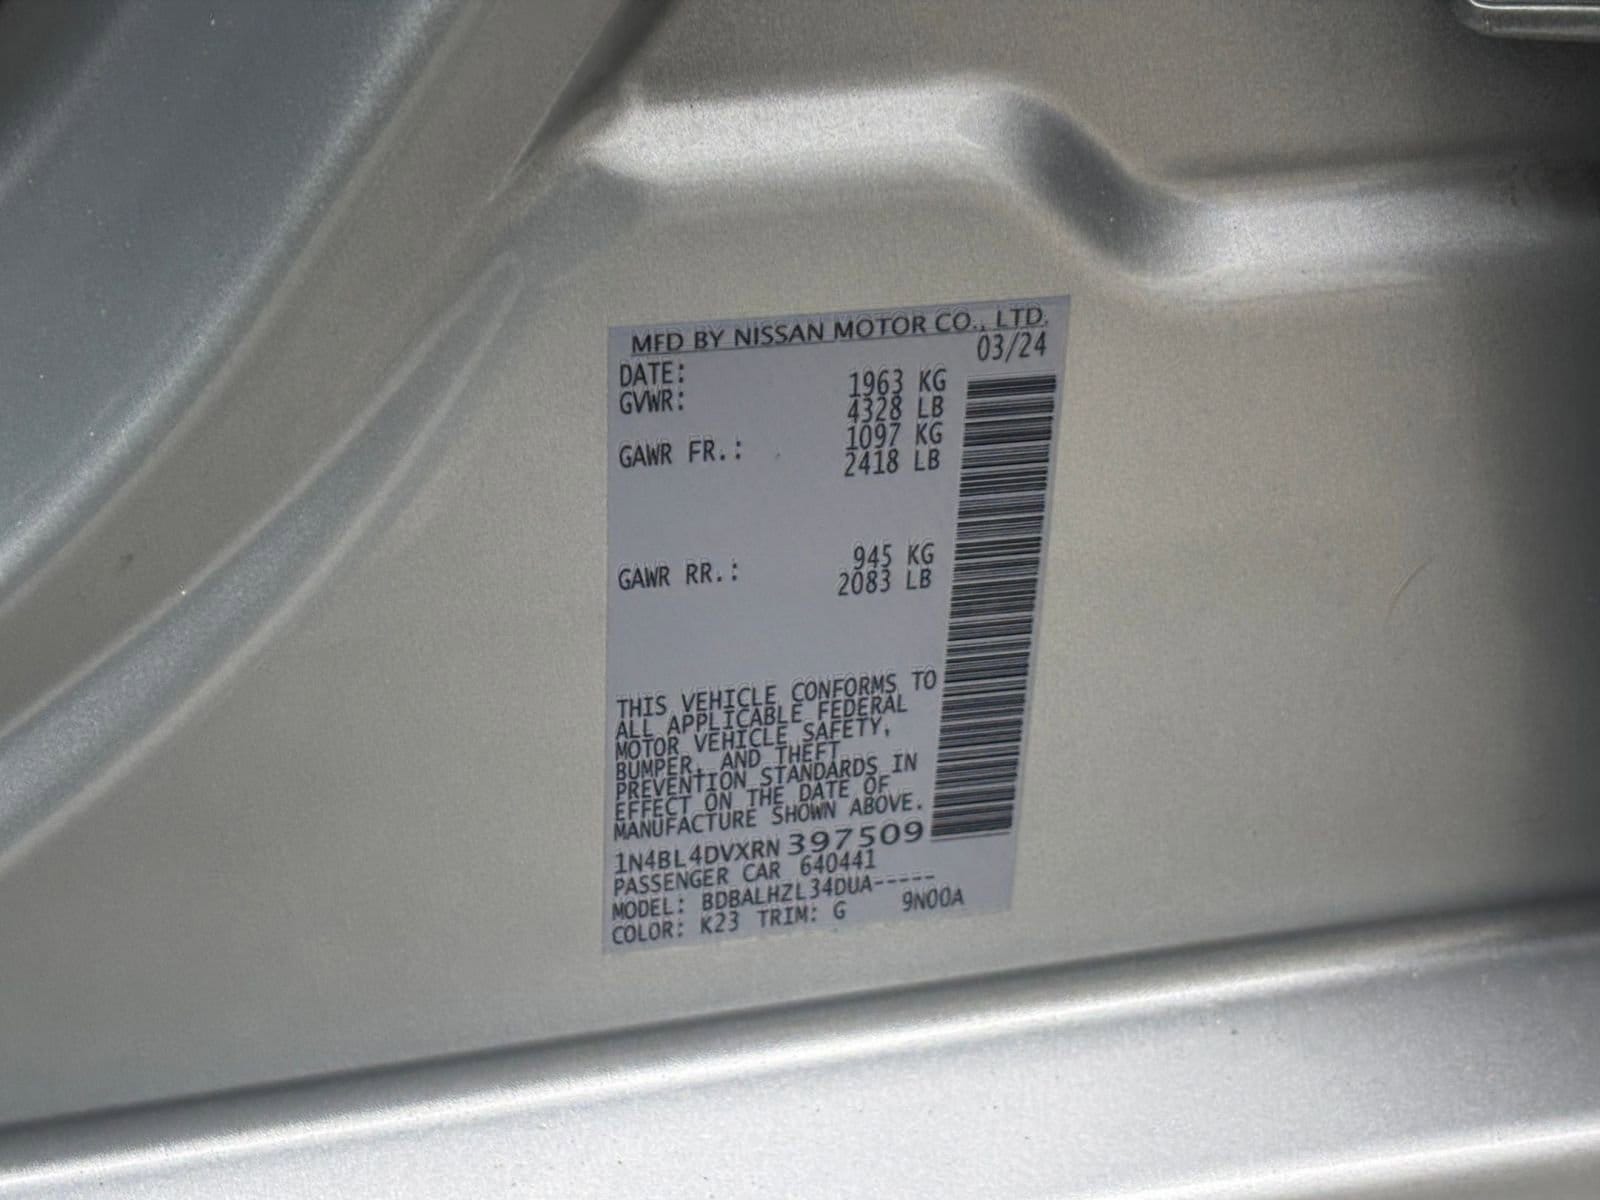 MFD BY NISSAN MOTOR CO., LTD.
DATE: 03/24
GVWR: 1963 KG
4328 LB
GAWR FR.: 1097 KG
2418 LB
GAWR RR.: 945 KG
2083 LB
THIS VEHICLE CONFORMS TO
ALL APPLICABLE FEDERAL
MOTOR VEHICLE SAFETY,
BUMPER, AND THEFT
PREVENTION STANDARDS IN
EFFECT ON THE DATE OF
MANUFACTURE SHOWN ABOVE.
1N4BL4DVXRN397509
PASSENGER CAR 640441
MODEL: BDBALHZL34DUA-----
COLOR: K23 TRIM: G 9N00A